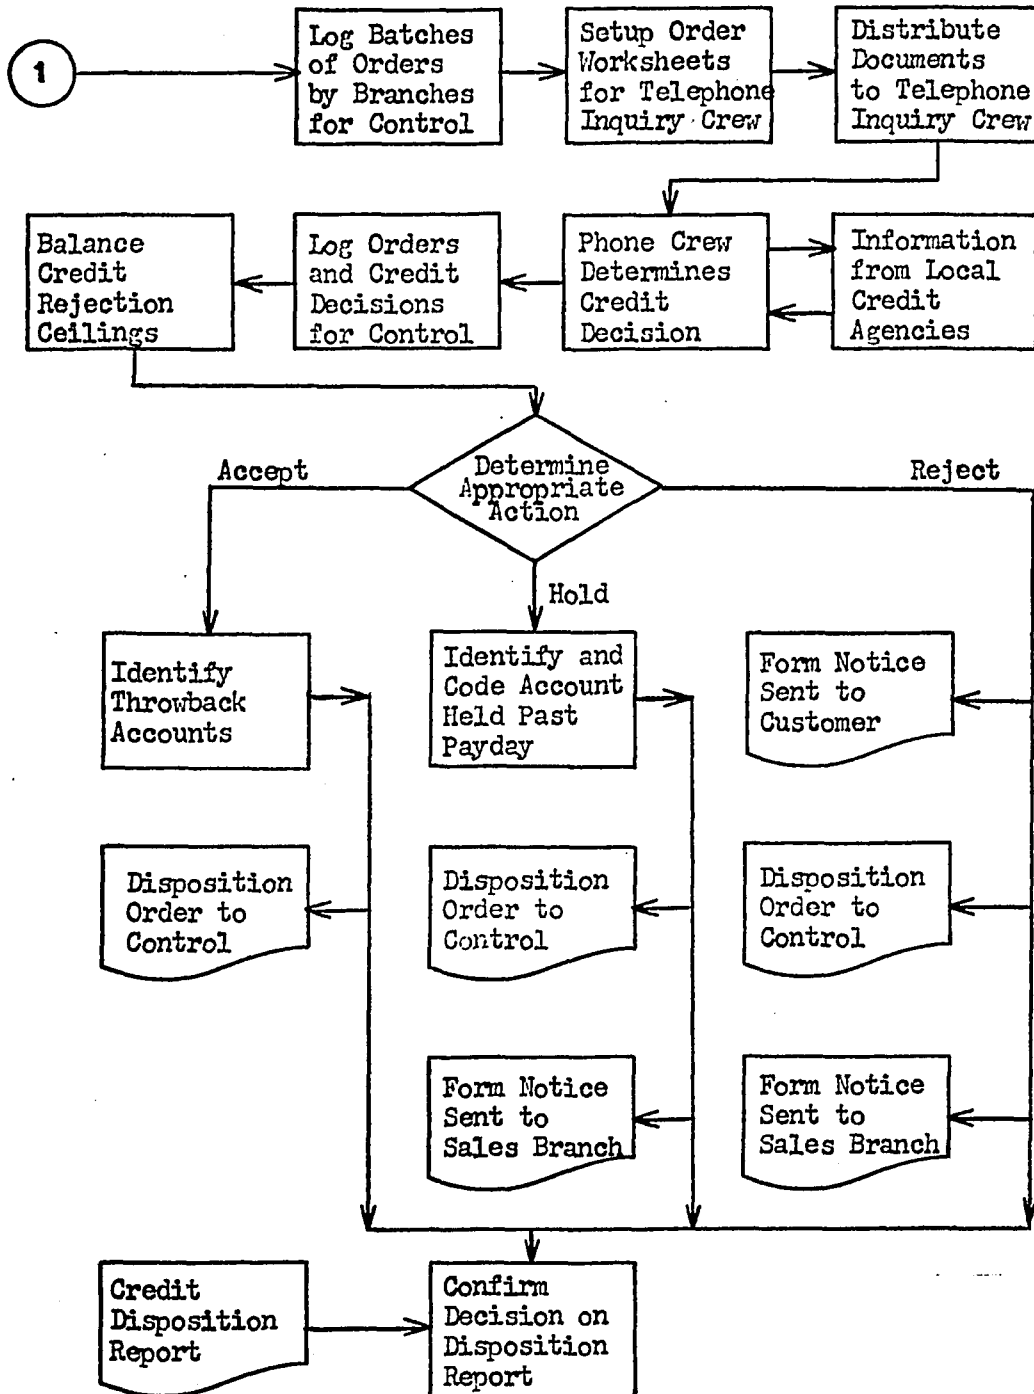 1
Log Batches
of Orders
by Branches
for Control
Setup Order
Worksheets
for Telephone
Inquiry Crew
Distribute
Documents
to Telephone
Inquiry Crew
Balance
Credit
Rejection
Ceilings
Log Orders
and Credit
Decisions
for Control
Phone Crew
Determines
Credit
Decision
Information
from Local
Credit
Agencies
Determine
Appropriate
Action
Accept
Reject
Hold
Identify
Throwback
Accounts
Identify and
Code Account
Held Past
Payday
Form Notice
Sent to
Customer
Disposition
Order to
Control
Disposition
Order to
Control
Disposition
Order to
Control
Form Notice
Sent to
Sales Branch
Form Notice
Sent to
Sales Branch
Credit
Disposition
Report
Confirm
Decision on
Disposition
Report